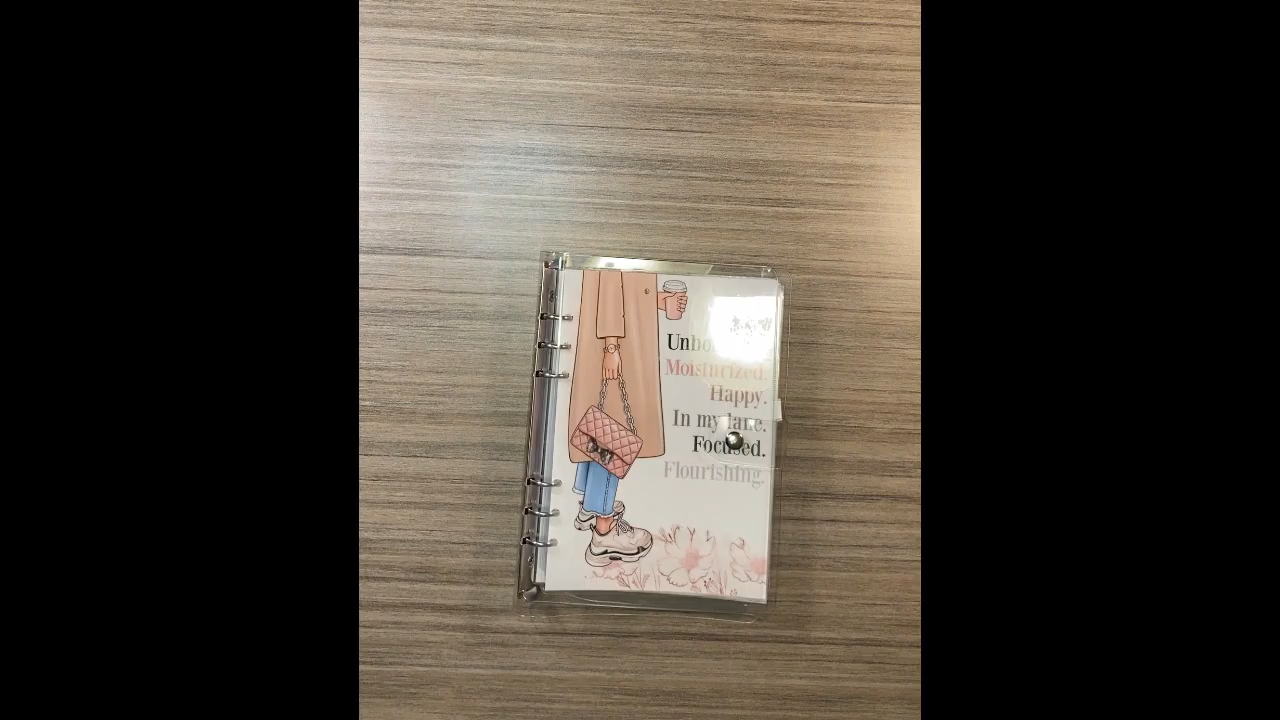 Moisturized.
Happy.
In my lane.
Focused.
Flourishing.